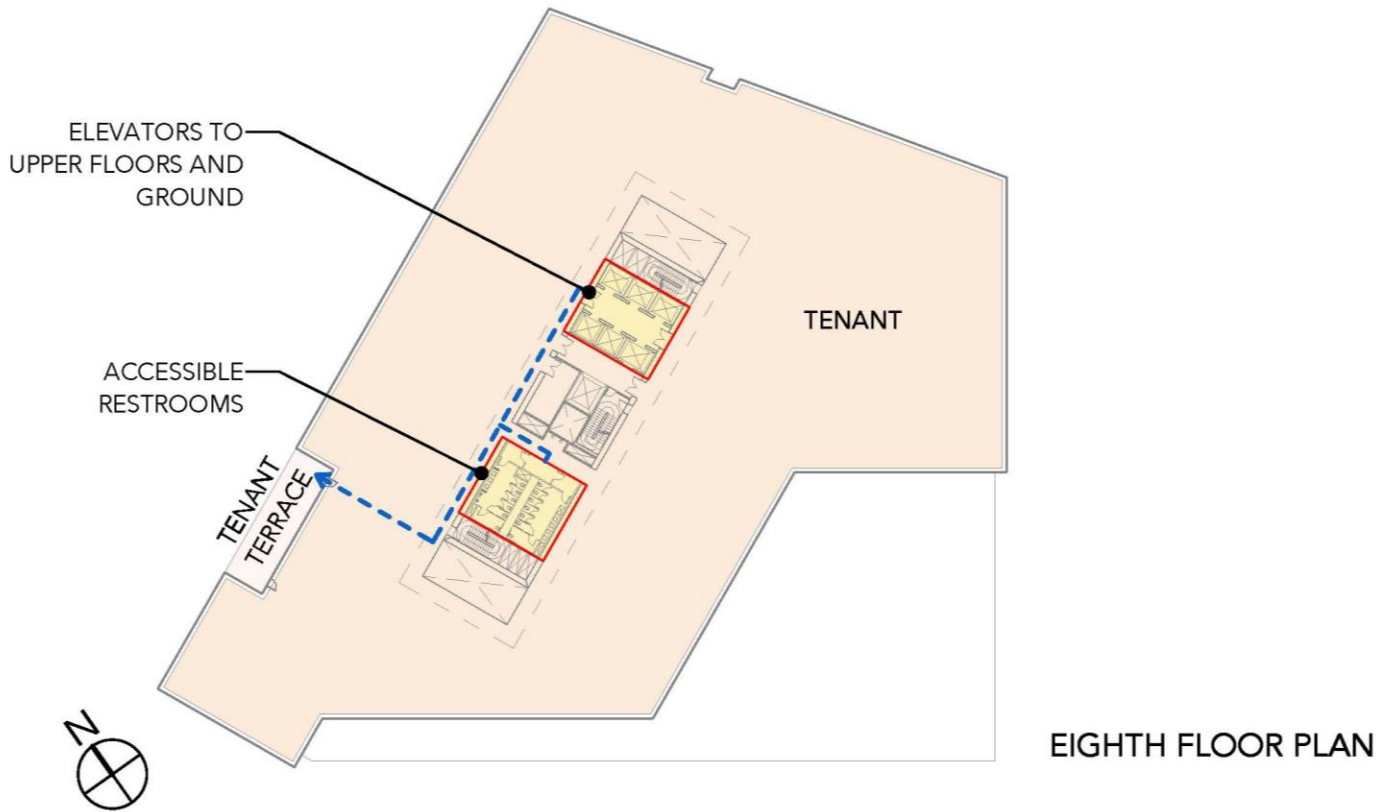 ELEVATORS TO
UPPER FLOORS AND
GROUND
TENANT
ACCESSIBLE
RESTROOMS
TENANT
TERRACE
N
EIGHTH FLOOR PLAN